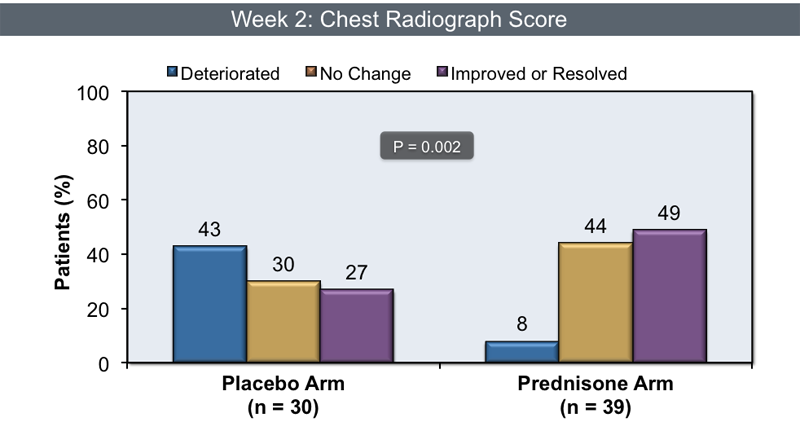 Week 2: Chest Radiograph Score
Deteriorated No Change Improved or Resolved
100
80
60
40
20
0
Patients (%)
P = 0.002
43
30
27
8
44
49
Placebo Arm
(n = 30)
Prednisone Arm
(n = 39)